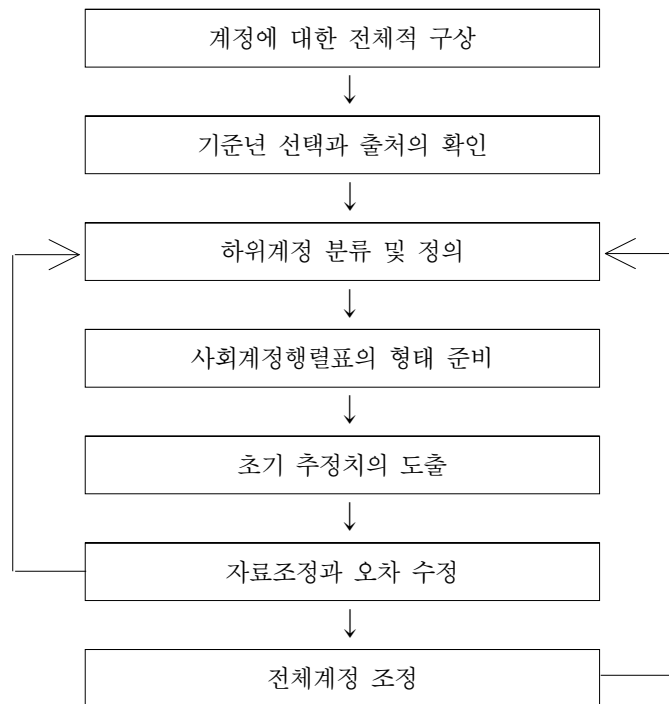 계정에 대한 전체적 구상
기준년 선택과 출처의 확인
하위계정 분류 및 정의
사회계정행렬표의 형태 준비
초기 추정치의 도출
자료조정과 오차 수정
전체계정 조정